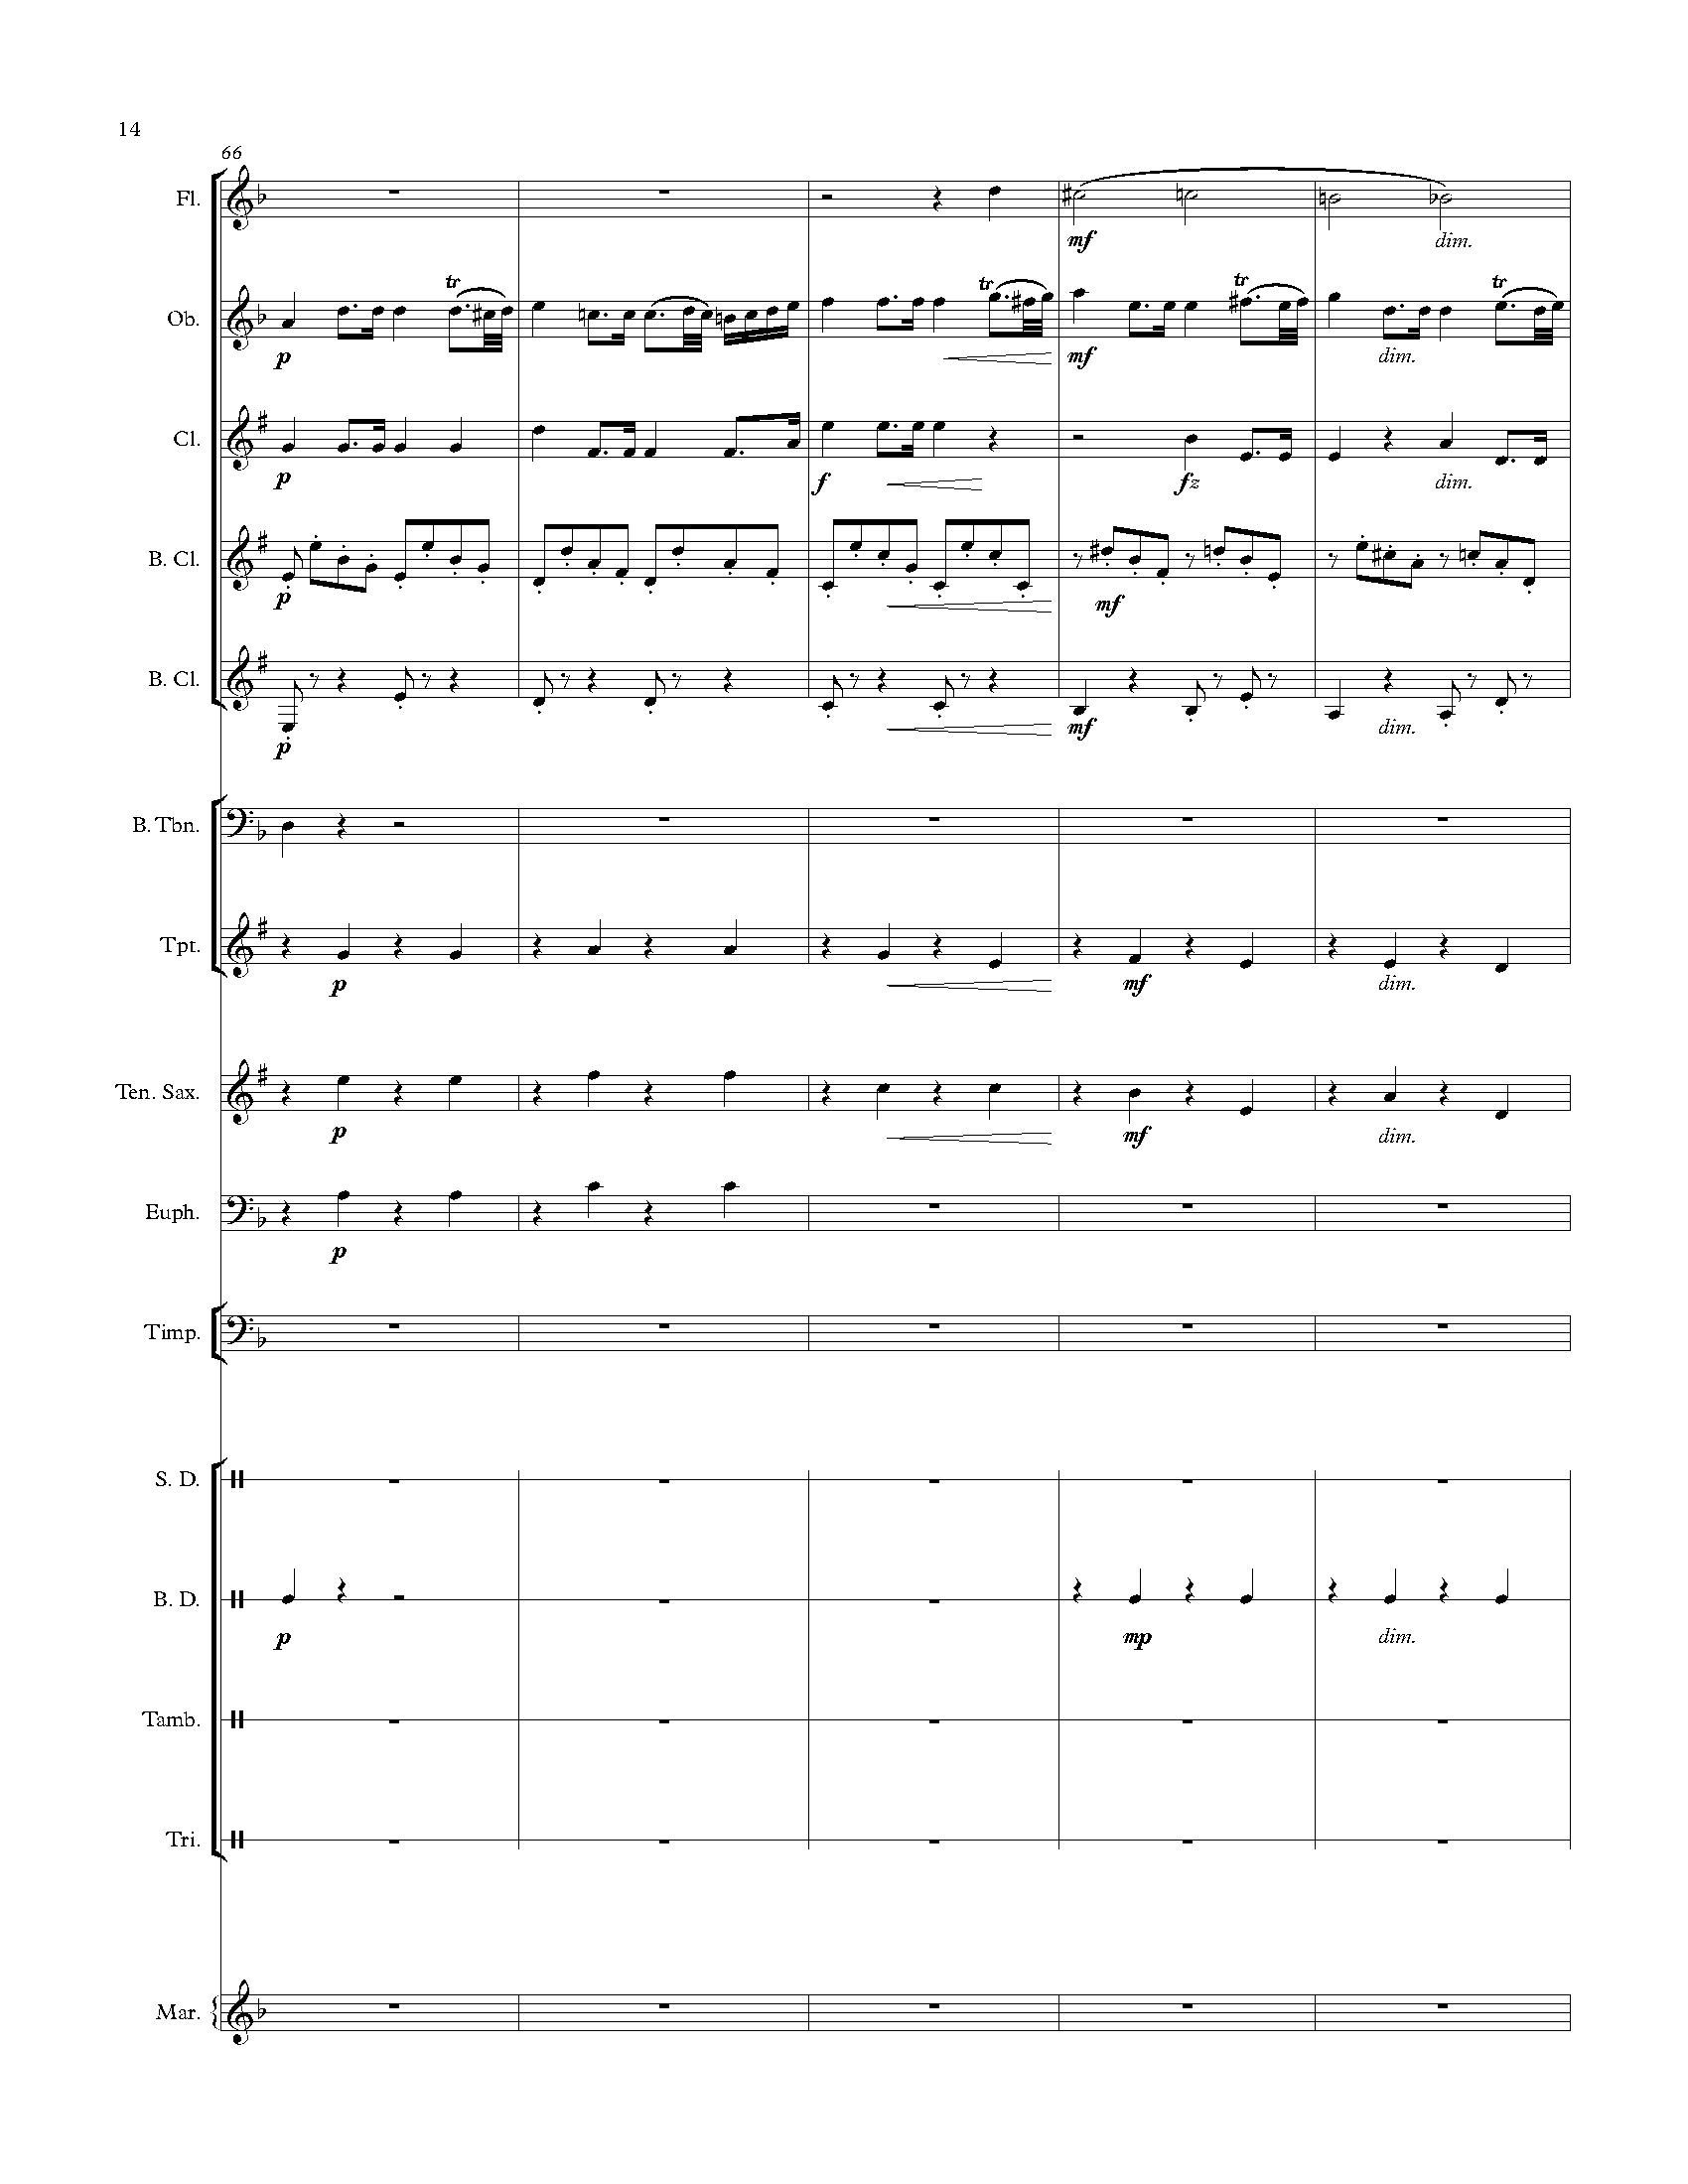 14
66
Fl.
mf
dim.
Ob.
tr tr tr tr
p mf dim.
Cl.
p f fz dim.
B. Cl.
p mf
B. Cl.
p mf dim.
B. Tbn.
Tpt.
p mf dim.
Ten. Sax.
p mf dim.
Euph.
p
Timp.
S. D.
B. D.
p mp dim.
Tamb.
Tri.
Mar.